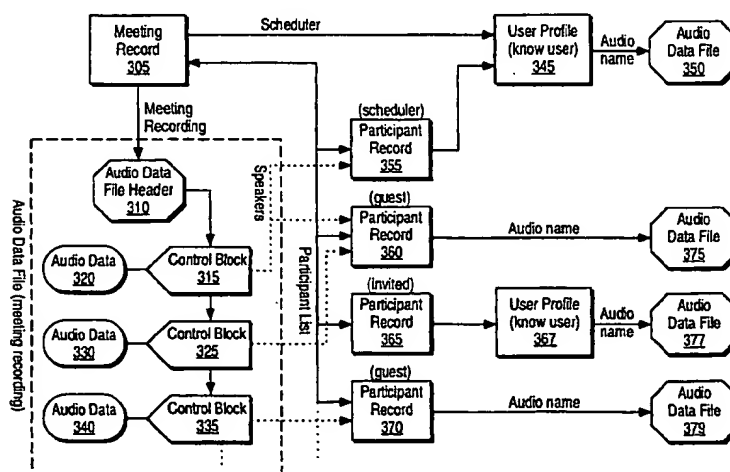 Meeting
Record
305
Scheduter
User Profile
(know user)
345
Audio
name
Audio
Data File
350
Meeting
Recording
(scheduler)
Participant
Record
355
Audio Data
File Header
310
Speakers
(guest)
Participant
Record
360
Audio name
Audio
Data File
375
Audio Data File (meeting recording)
Audio Data
320
Control Block
315
Participant List
(invited)
Participant
Record
365
User Profile
(know user)
367
Audio
name
Audio
Data File
377
Audio Data
330
Control Block
325
(guest)
Participant
Record
370
Audio name
Audio
Data File
379
Audio Data
340
Control Block
335